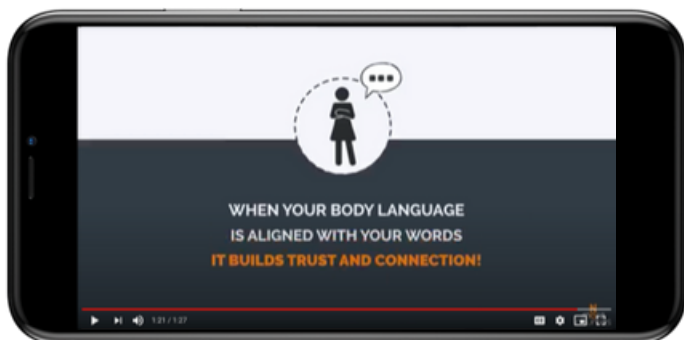 WHEN YOUR BODY LANGUAGE
IS ALIGNED WITH YOUR WORDS
IT BUILDS TRUST AND CONNECTION!
1:21 / 1:27